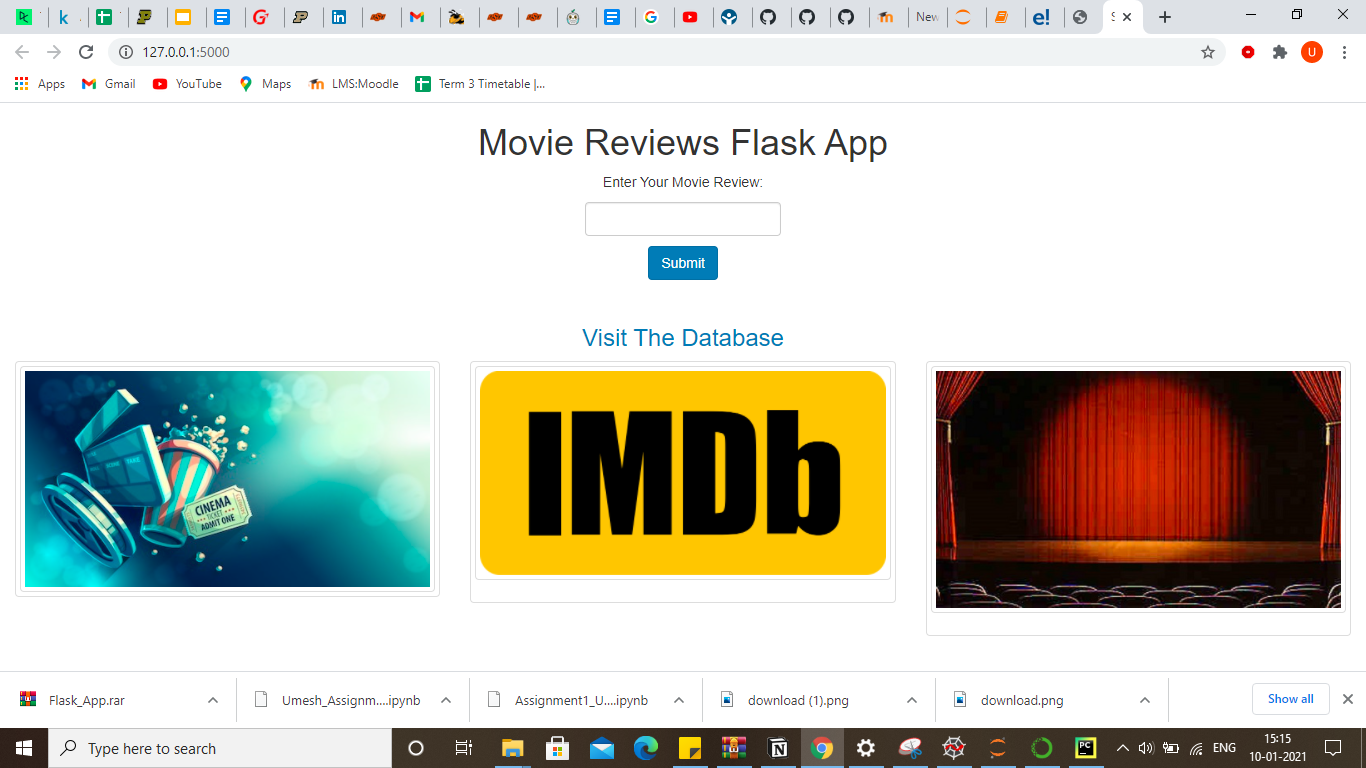 New
127.0.0.1:5000
U
Apps
Gmail
YouTube
Maps
LMS:Moodle
Term 3 Timetable |...
Movie Reviews Flask App
Enter Your Movie Review:
Submit
Visit The Database
CINEMA
TICKET
ADMIT ONE
IMDb
Flask_App.rar
Umesh_Assignm....ipynb
Assignment1_U....ipynb
download (1).png
download.png
Show all
Type here to search
ENG
15:15
10-01-2021